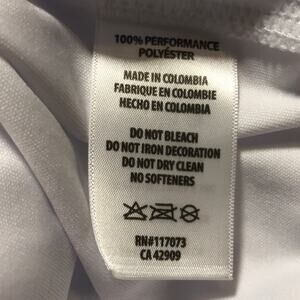 100% PERFORMANCE
POLYÉSTER
MADE IN COLOMBIA
FABRIQUE EN COLOMBIE
HECHO EN COLOMBIA
DO NOT BLEACH
DO NOT IRON DECORATION
DO NOT DRY CLEAN
NO SOFTENERS
RN#117073
CA 42909